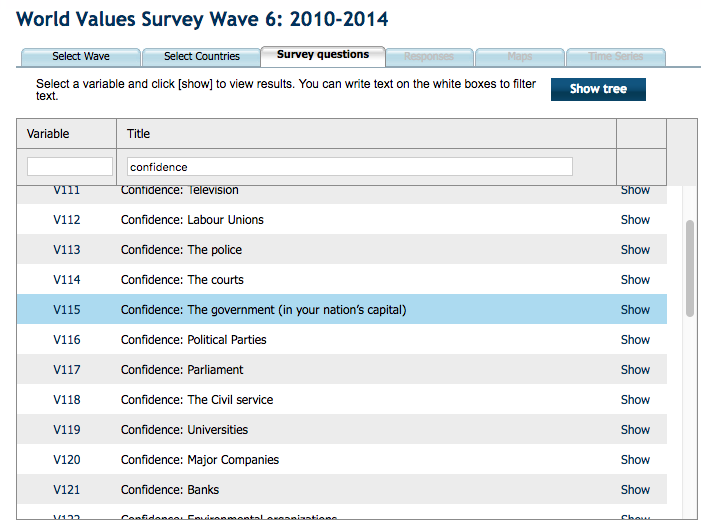 World Values Survey Wave 6: 2010-2014
Select Wave
Select Countries
Survey questions
Responses
Maps
Time Series
Select a variable and click [show] to view results. You can write text on the white boxes to filter
text.
Show tree
Variable Title
confidence
V111 Confidence: Television Show
V112 Confidence: Labour Unions Show
V113 Confidence: The police Show
V114 Confidence: The courts Show
V115 Confidence: The government (in your nation’s capital) Show
V116 Confidence: Political Parties Show
V117 Confidence: Parliament Show
V118 Confidence: The Civil service Show
V119 Confidence: Universities Show
V120 Confidence: Major Companies Show
V121 Confidence: Banks Show
V122 Confidence: Environmental organizations Show